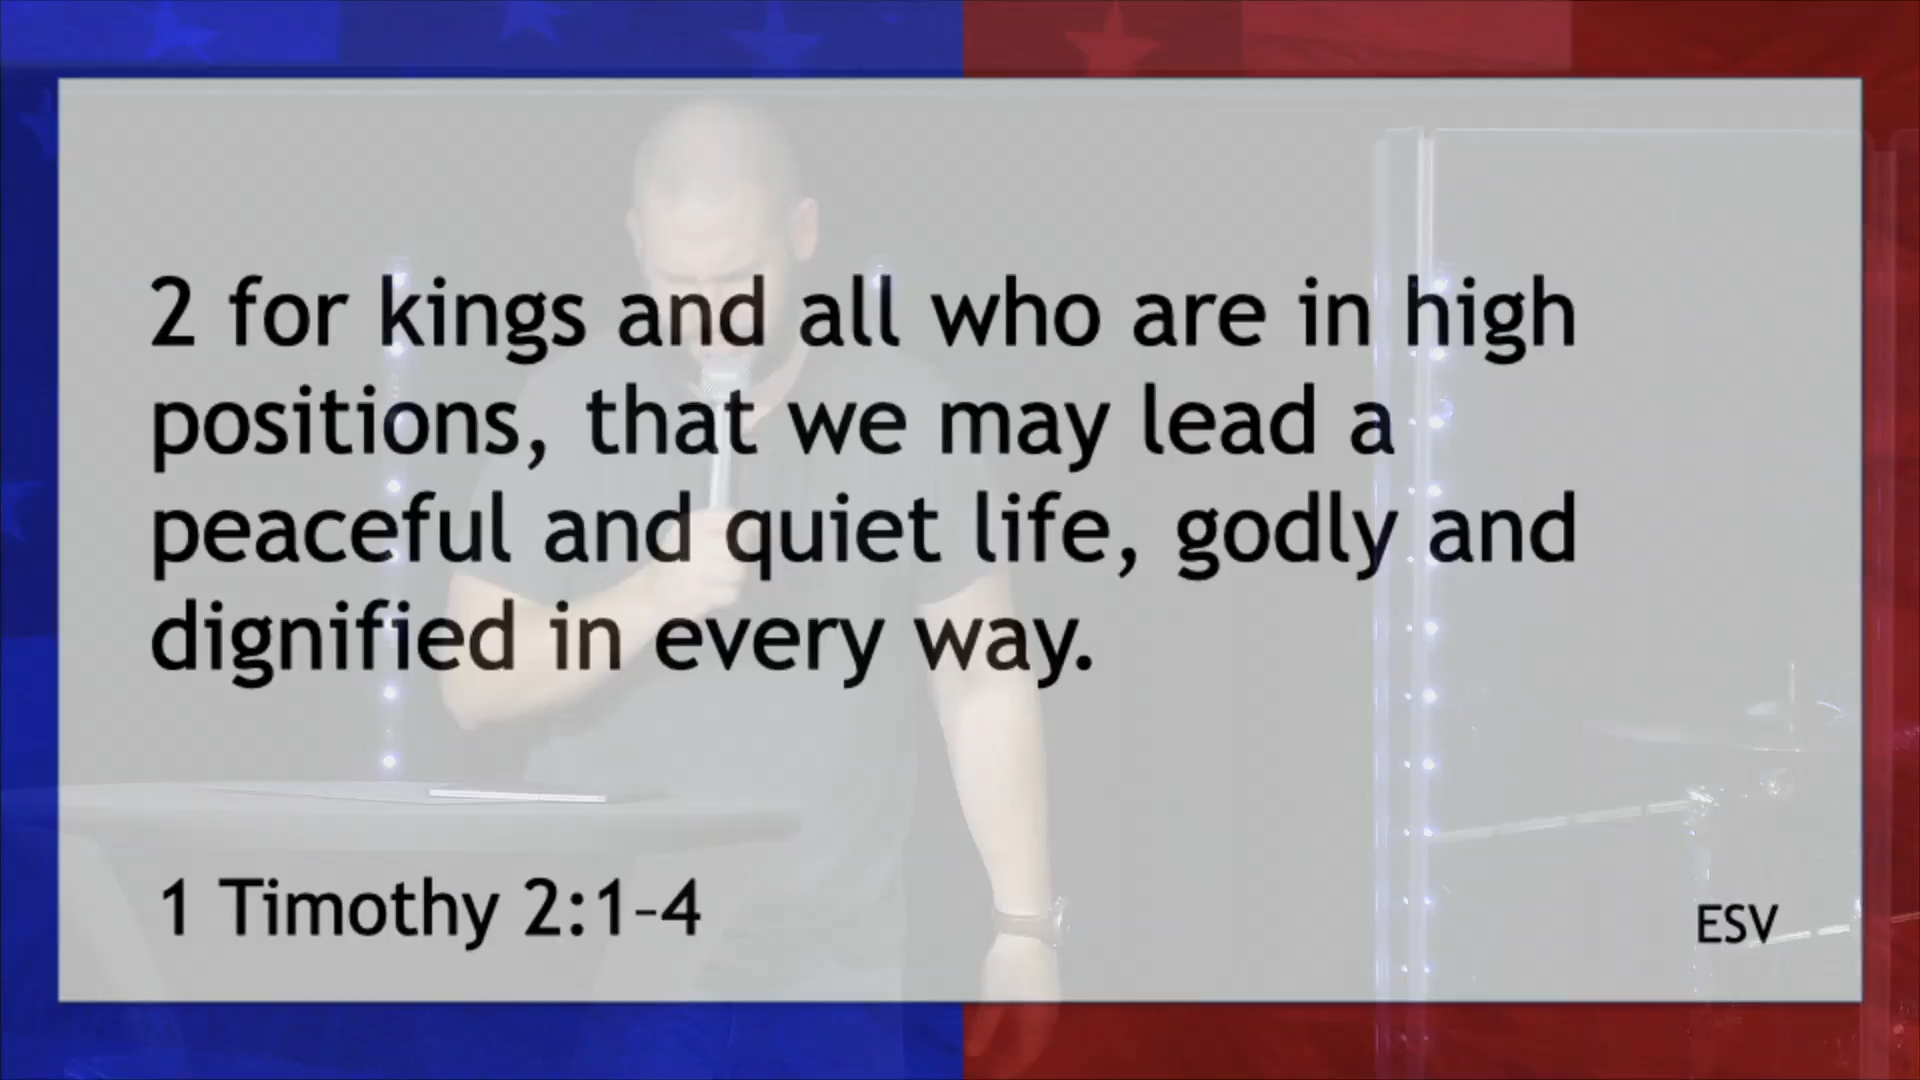 2 for kings and all who are in high
positions, that we may lead a
peaceful and quiet life, godly and
dignified in every way.
1 Timothy 2:1–4
ESV